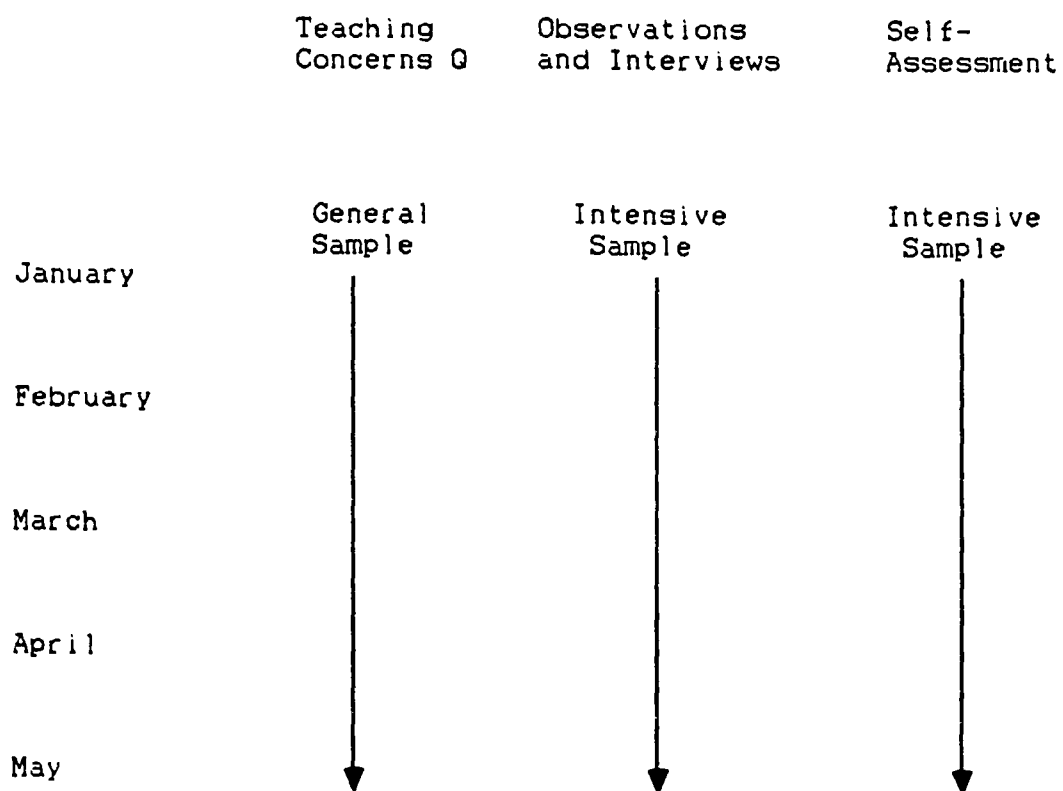 Teaching Observations Self-
Concerns Q and Interviews Assessment
General Intensive Intensive
Sample Sample Sample
January
February
March
April
May